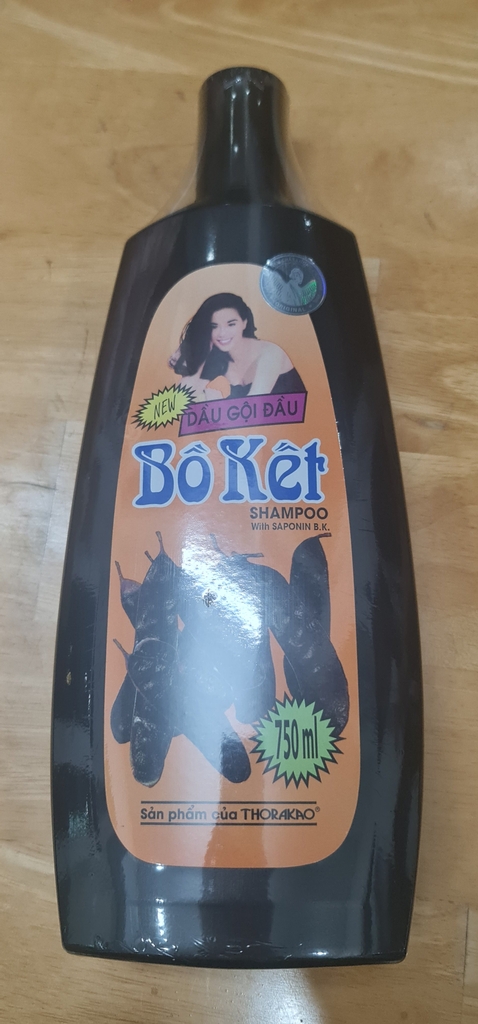 NEW
DẦU GỘI ĐẦU
Bồ Kết
SHAMPOO
With SAPONIN B.K.
750 ml
Sản phẩm của THORAKAO®